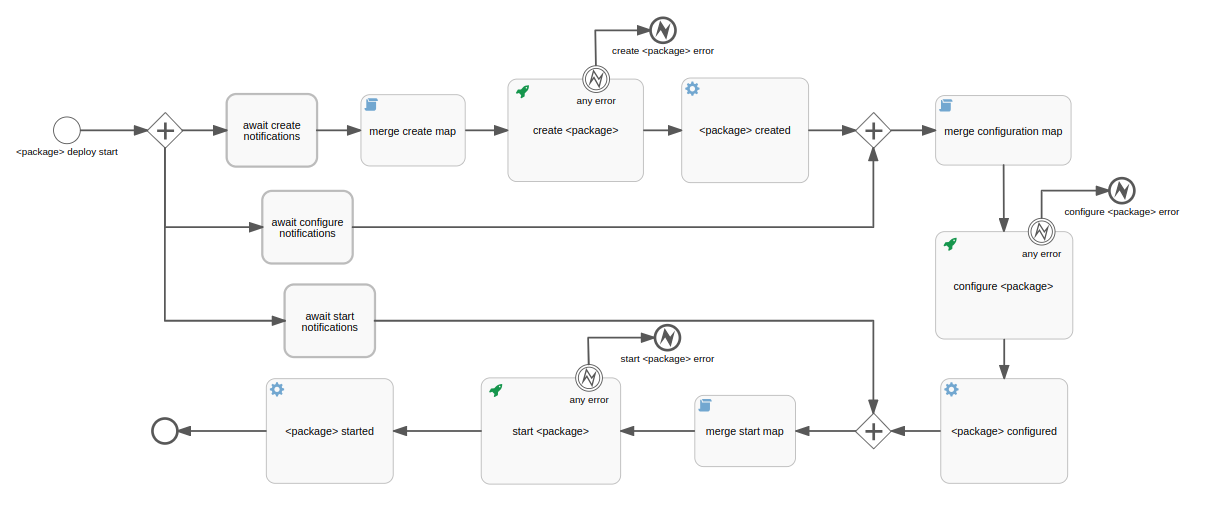 create <package> error
any error
await create
notifications
merge create map
create <package>
<package> created
merge configuration map
<package> deploy start
await configure
notifications
configure <package> error
any error
configure <package>
await start
notifications
start <package> error
any error
<package> started
start <package>
merge start map
<package> configured